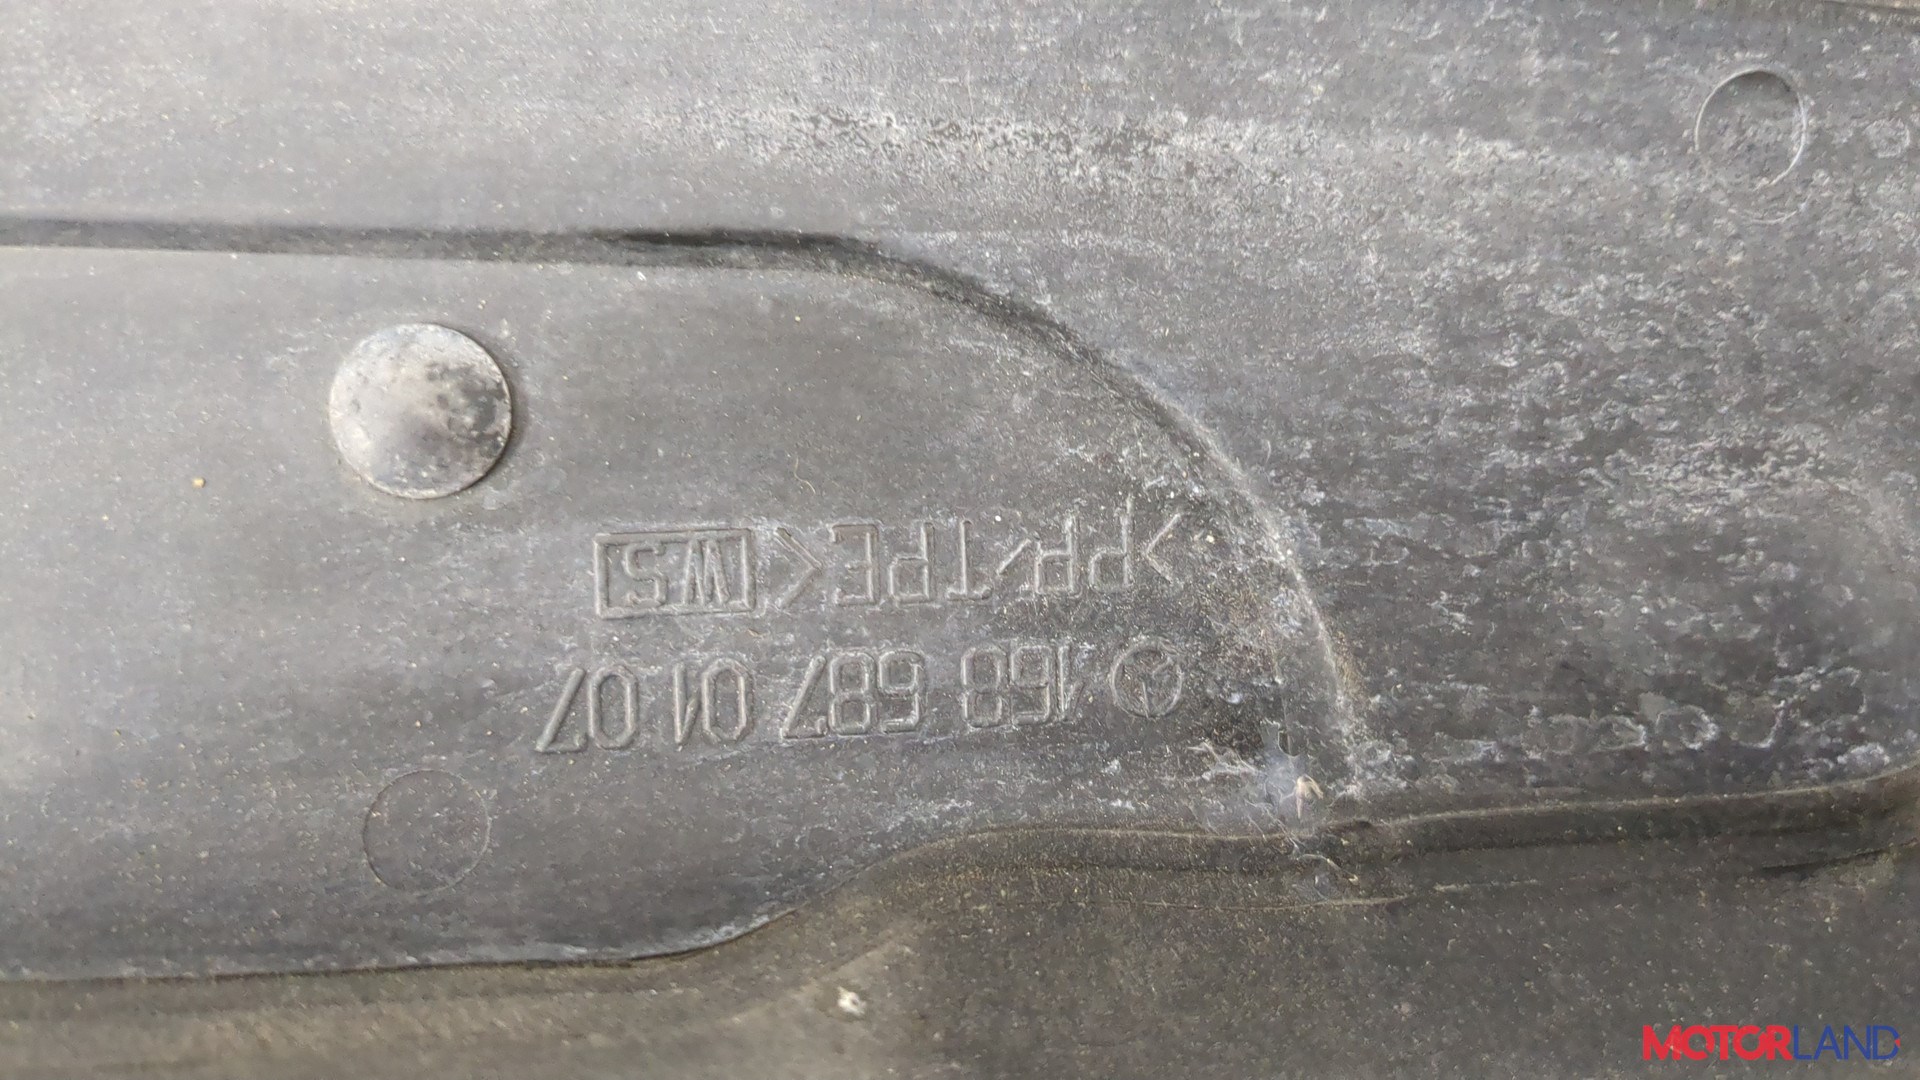 168 687 01 07
>PP/TPE< WS
MOTORLAND